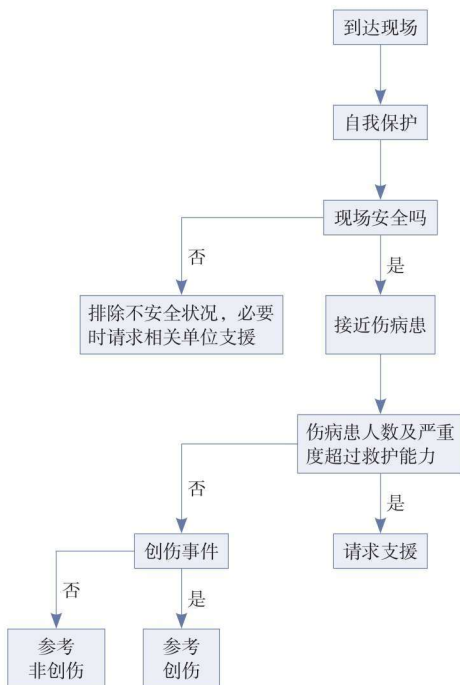 到达现场
自我保护
现场安全吗
否
是
排除不安全状况，必要
时请求相关单位支援
接近伤病患
伤病患人数及严重
度超过救护能力
否
是
创伤事件
请求支援
否
是
参考
非创伤
参考
创伤